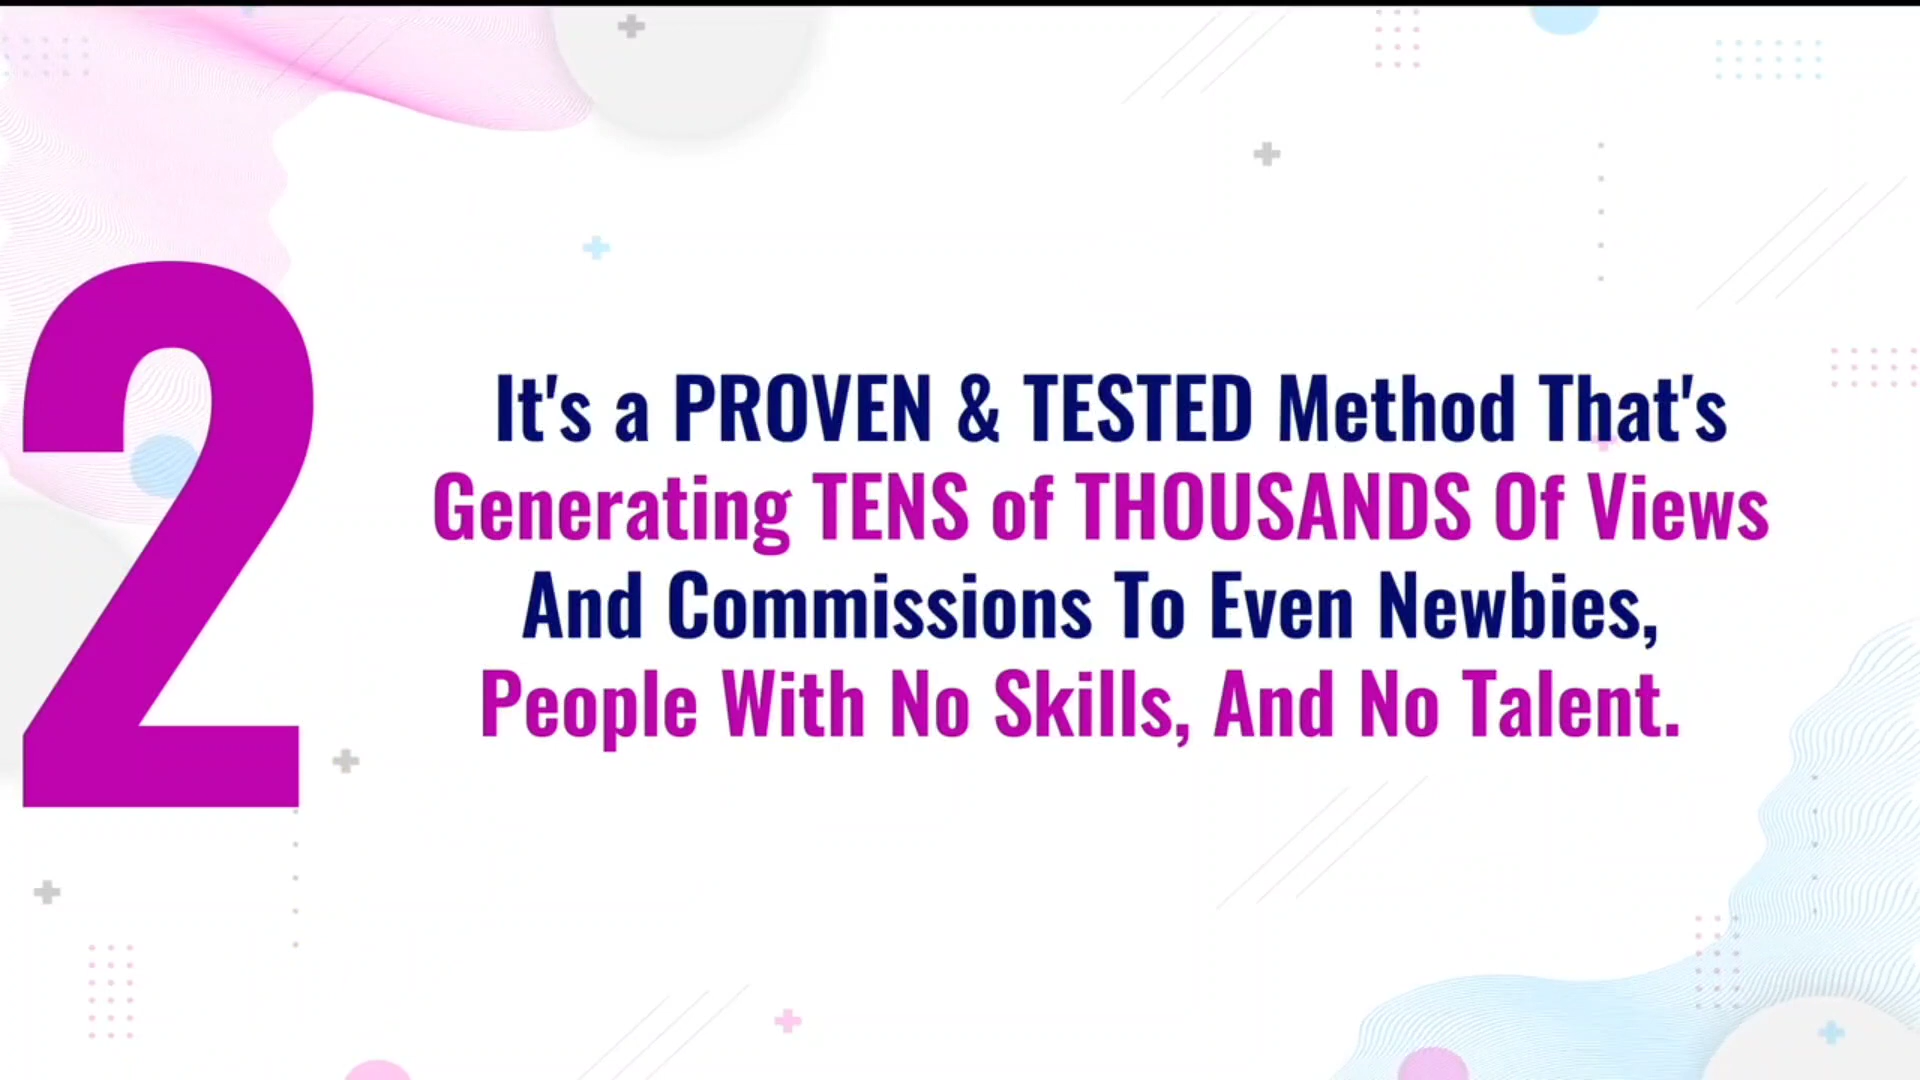 2
It's a PROVEN & TESTED Method That's
Generating TENS of THOUSANDS Of Views
And Commissions To Even Newbies,
People With No Skills, And No Talent.